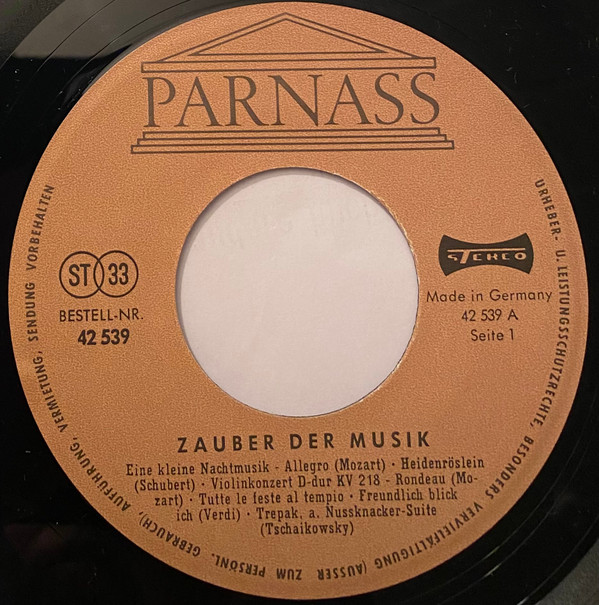 PARNASS
ST 33
BESTELL-NR.
42 539
STEREO
Made in Germany
42 539 A
Seite 1
ZAUBER DER MUSIK
Eine kleine Nachtmusik - Allegro (Mozart) · Heidenröslein
(Schubert) · Violinkonzert D-dur KV 218 - Rondeau (Mo-
zart) · Tutte le feste al tempio · Freundlich blick
ich (Verdi) · Trepak, a. Nussknacker-Suite
(Tschaikowsky)
URHEBER- U. LEISTUNGSSCHUTZRECHTE, BESONDERS VERVIELFÄLTIGUNG (AUSSER ZUM PERSÖNL. GEBRAUCH), AUFFÜHRUNG, VERMIETUNG, SENDUNG VORBEHALTEN